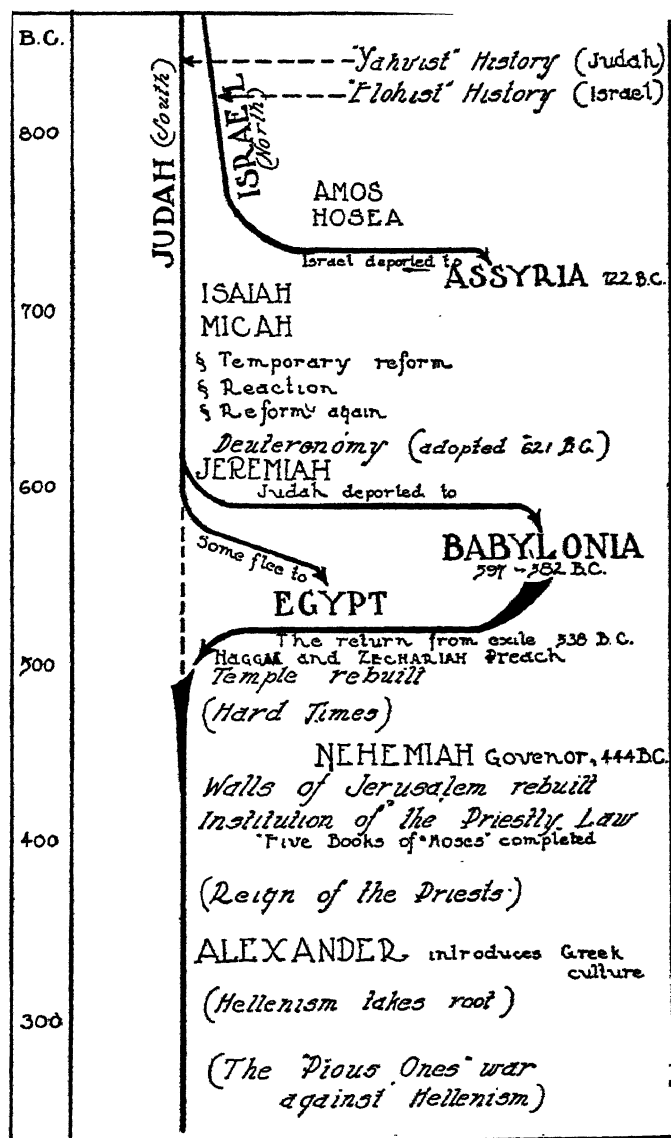 B.C.
"Yahvist" History (Judah)
"Elohist" History (Israel)
800
JUDAH (South)
ISRAEL
(North)
AMOS
HOSEA
Israel deported to
ASSYRIA 722 B.C.
700
ISAIAH
MICAH
§ Temporary reform
§ Reaction
§ Reform again
Deuteronomy (adopted 621 B.C.)
JEREMIAH
600
Judah deported to
Some flee to
BABYLONIA
597-582 B.C.
EGYPT
The return from exile 538 B.C.
500
HAGGAI and ZECHARIAH Preach
Temple rebuilt
(Hard Times)
NEHEMIAH Govenor, 444 B.C.
Walls of Jerusalem rebuilt
Institution of the Priestly Law
400
"Five Books of "Moses" completed
(Reign of the Priests)
ALEXANDER introduces Greek
culture
(Hellenism takes root)
300
(The "Pious Ones" war
against Hellenism)